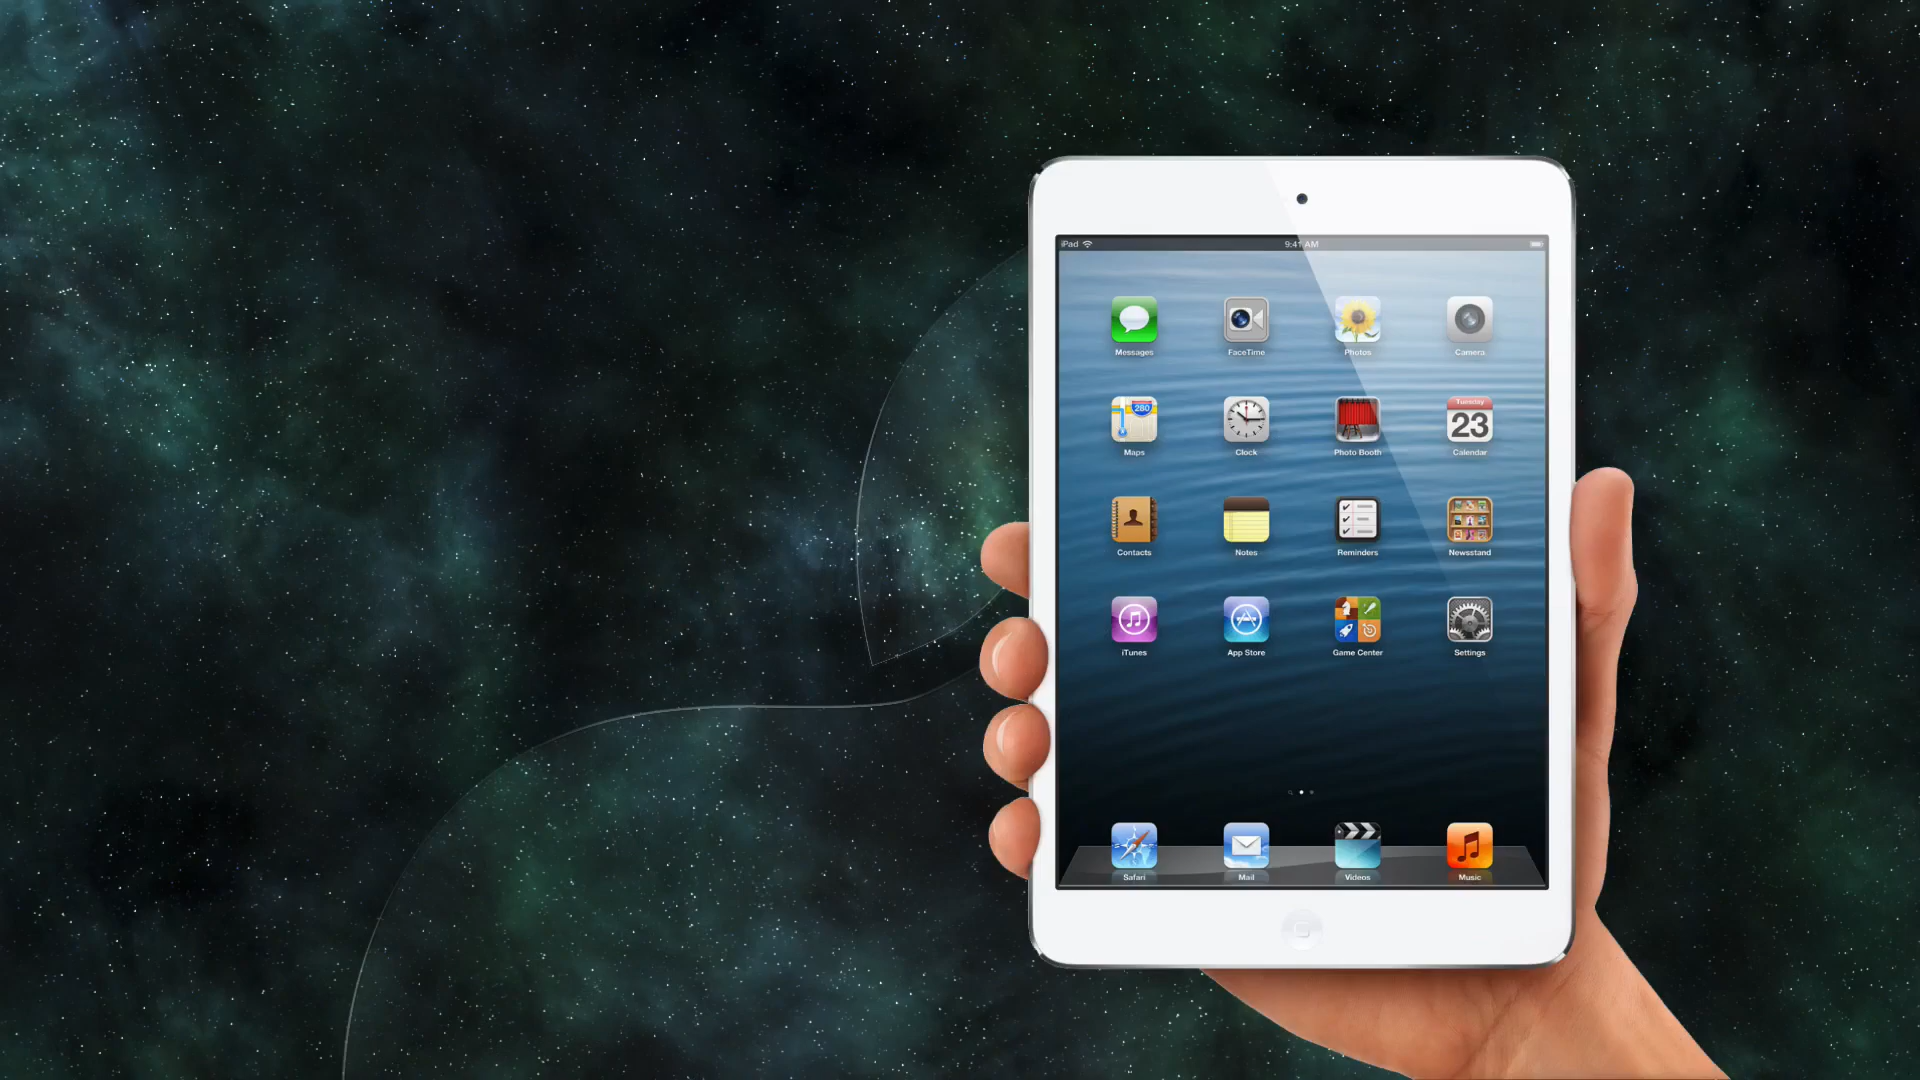 iPad 9:41 AM
Messages FaceTime Photos Camera
280
Tuesday
23
Maps Clock Photo Booth Calendar
Contacts Notes Reminders Newsstand
iTunes App Store Game Center Settings
Safari Mail Videos Music